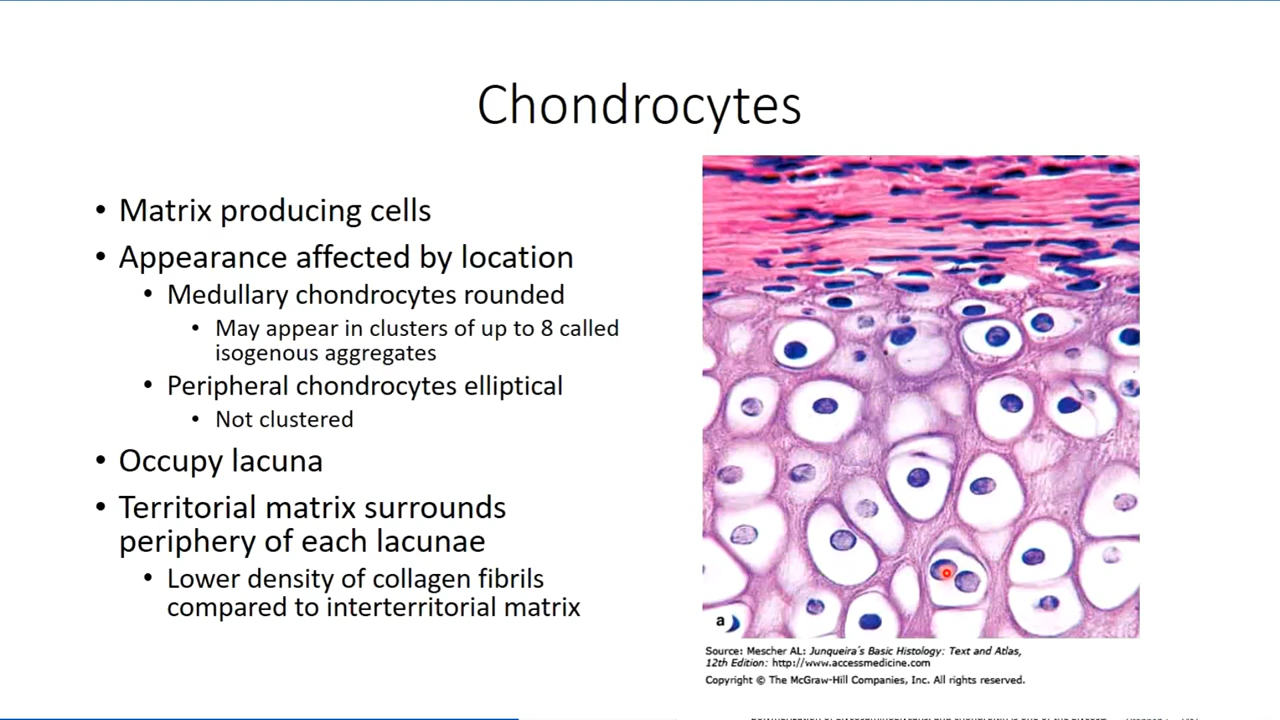 Chondrocytes
• Matrix producing cells
• Appearance affected by location
• Medullary chondrocytes rounded
• May appear in clusters of up to 8 called
isogenous aggregates
• Peripheral chondrocytes elliptical
• Not clustered
• Occupy lacuna
• Territorial matrix surrounds
periphery of each lacunae
• Lower density of collagen fibrils
compared to interterritorial matrix
a
Source: Mescher AL: Junqueira's Basic Histology: Text and Atlas,
12th Edition: http://www.accessmedicine.com
Copyright © The McGraw-Hill Companies, Inc. All rights reserved.